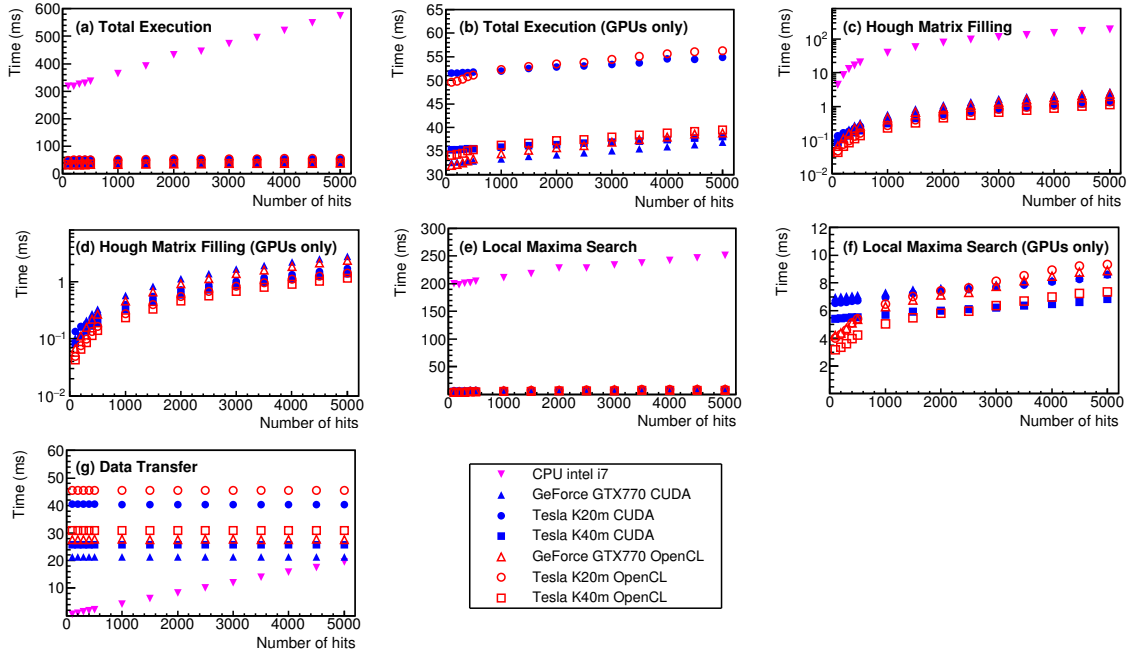 (a) Total Execution
Time (ms)
600
500
400
300
200
100
0
0 1000 2000 3000 4000 5000
Number of hits
(b) Total Execution (GPUs only)
Time (ms)
65
60
55
50
45
40
35
30
0 1000 2000 3000 4000 5000
Number of hits
(c) Hough Matrix Filling
Time (ms)
10²
10
1
10⁻¹
10⁻²
0 1000 2000 3000 4000 5000
Number of hits
(d) Hough Matrix Filling (GPUs only)
Time (ms)
1
10⁻¹
10⁻²
0 1000 2000 3000 4000 5000
Number of hits
(e) Local Maxima Search
Time (ms)
300
250
200
150
100
50
0 1000 2000 3000 4000 5000
Number of hits
(f) Local Maxima Search (GPUs only)
Time (ms)
12
10
8
6
4
2
0 1000 2000 3000 4000 5000
Number of hits
(g) Data Transfer
Time (ms)
60
50
40
30
20
10
0
0 1000 2000 3000 4000 5000
Number of hits
CPU intel i7
GeForce GTX770 CUDA
Tesla K20m CUDA
Tesla K40m CUDA
GeForce GTX770 OpenCL
Tesla K20m OpenCL
Tesla K40m OpenCL